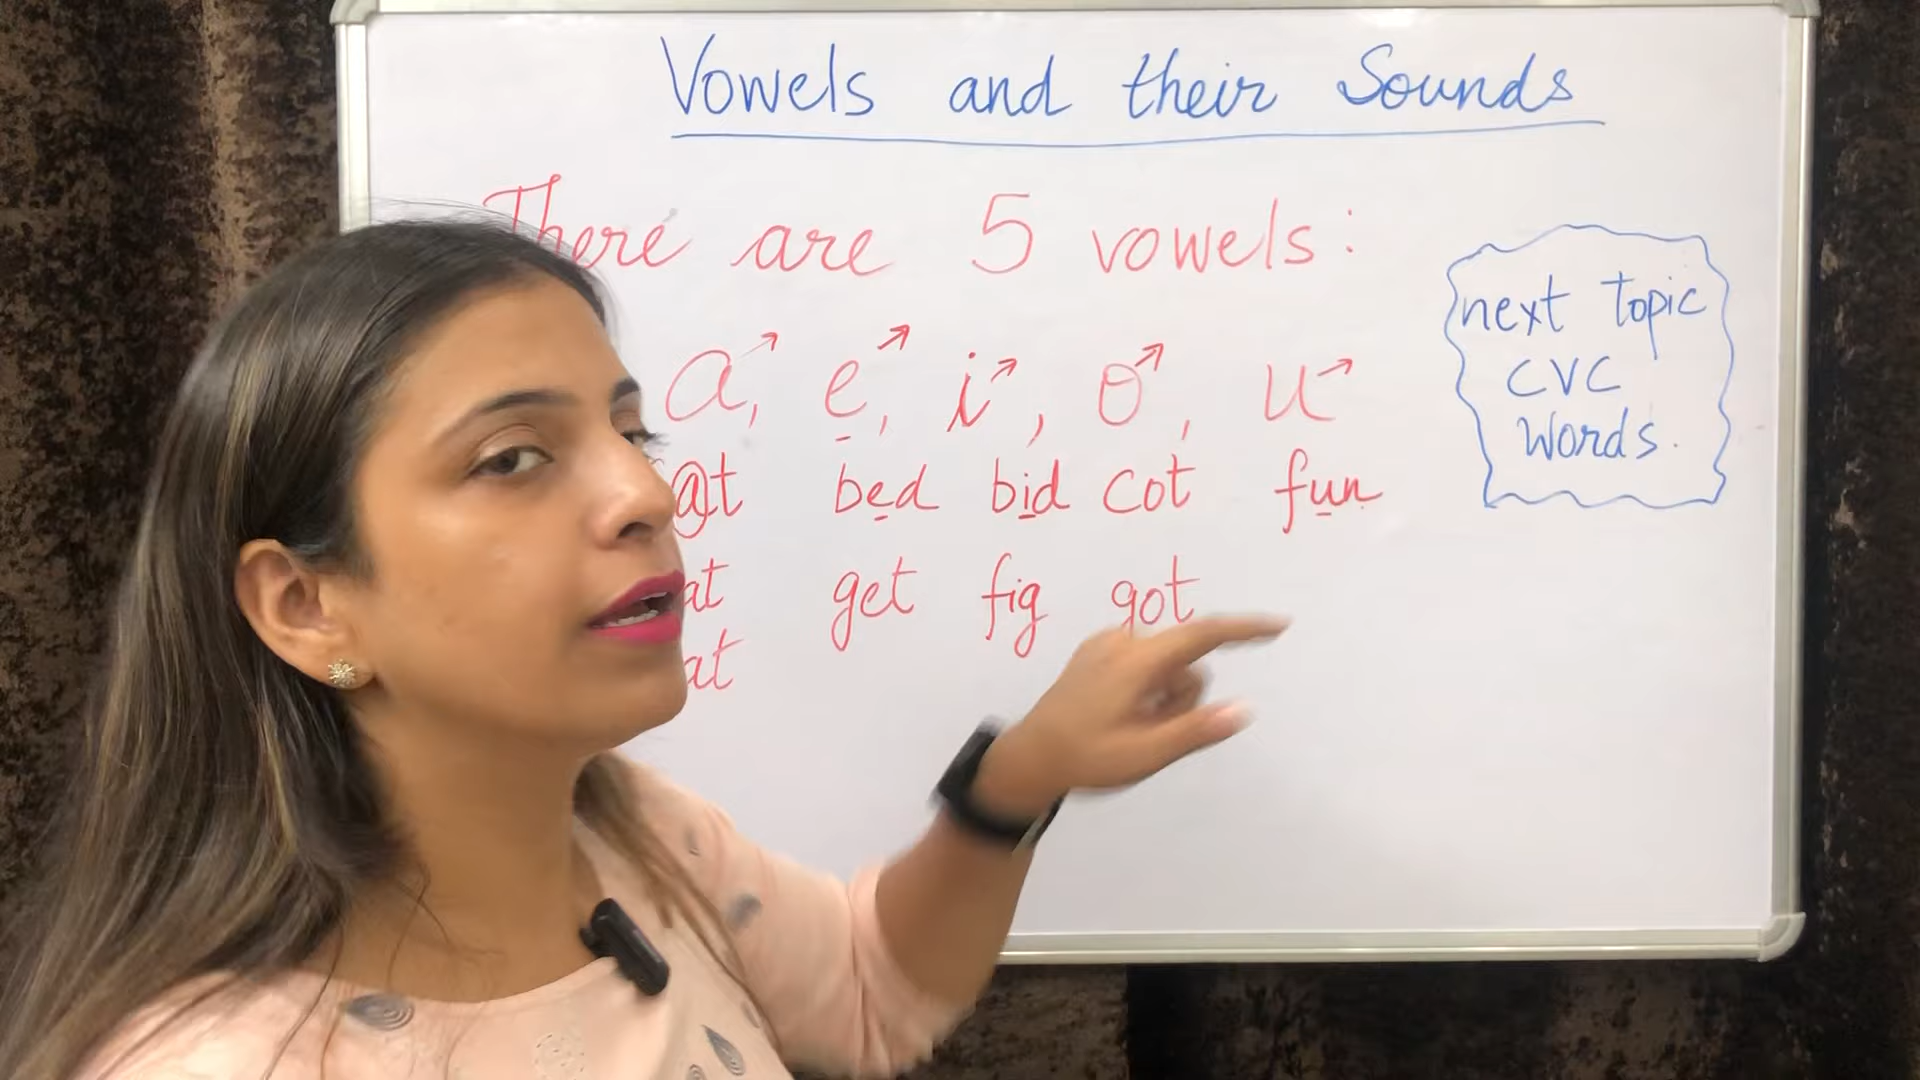 Vowels and their Sounds
There are 5 vowels:
a, e, i, o, u
bed bid cot fun
get fig got
next topic
CVC
Words.